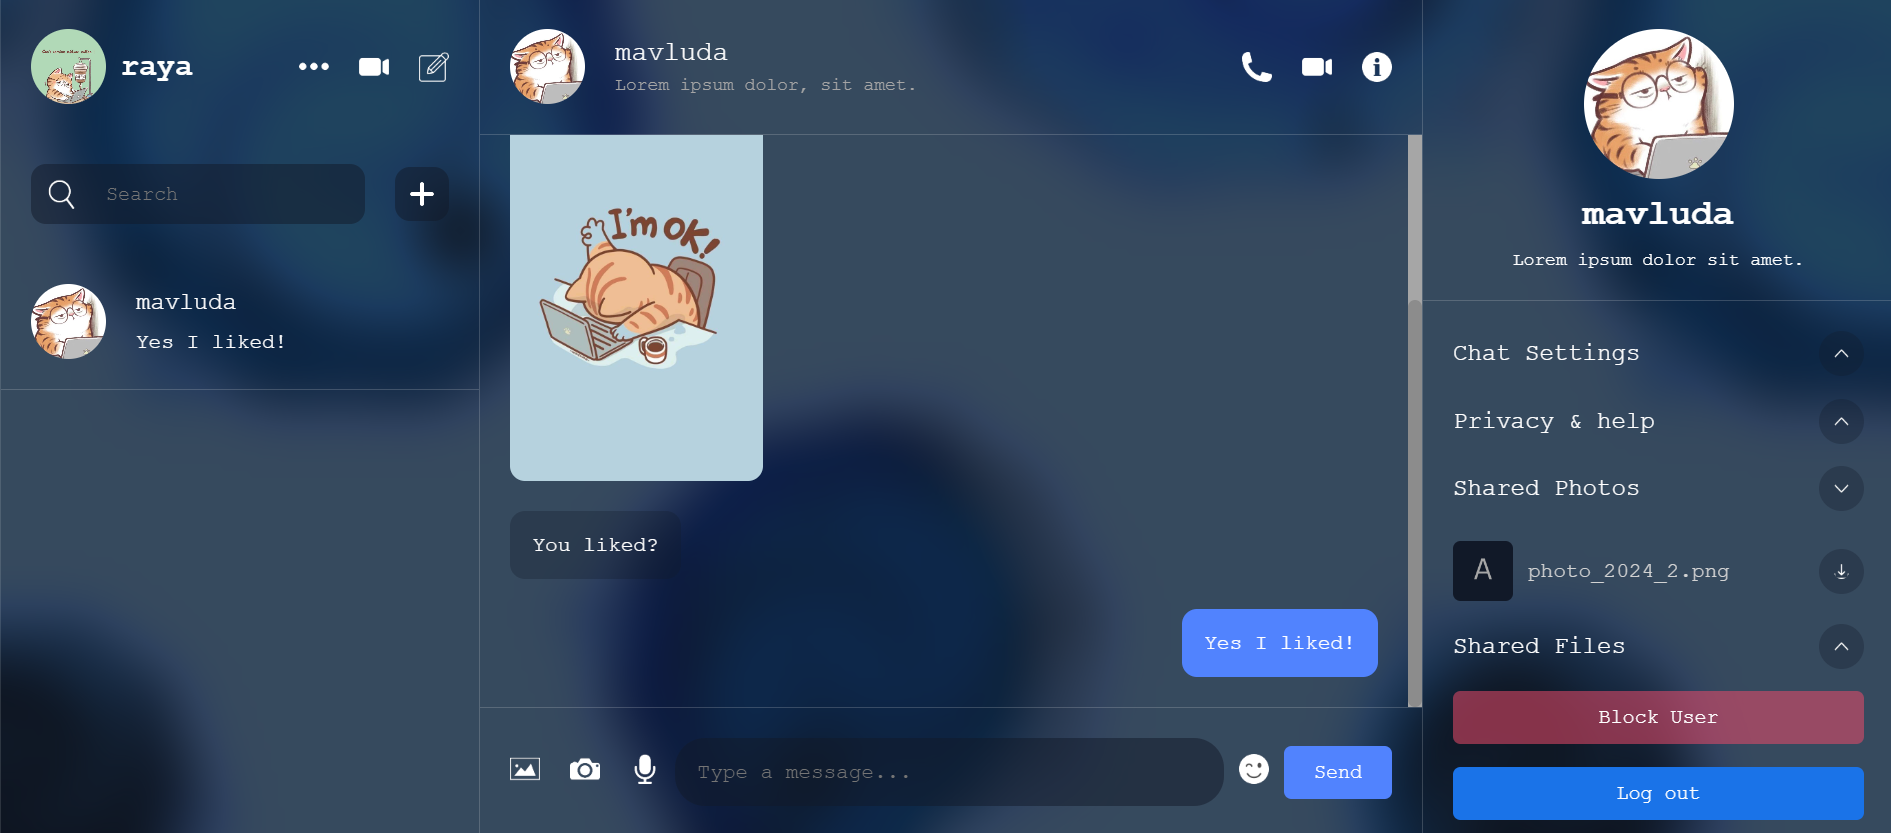 raya
Search
mavluda
Yes I liked!
mavluda
Lorem ipsum dolor, sit amet.
I'm OK!
You liked?
Yes I liked!
Type a message...
Send
mavluda
Lorem ipsum dolor sit amet.
Chat Settings
Privacy & help
Shared Photos
A
photo_2024_2.png
Shared Files
Block User
Log out